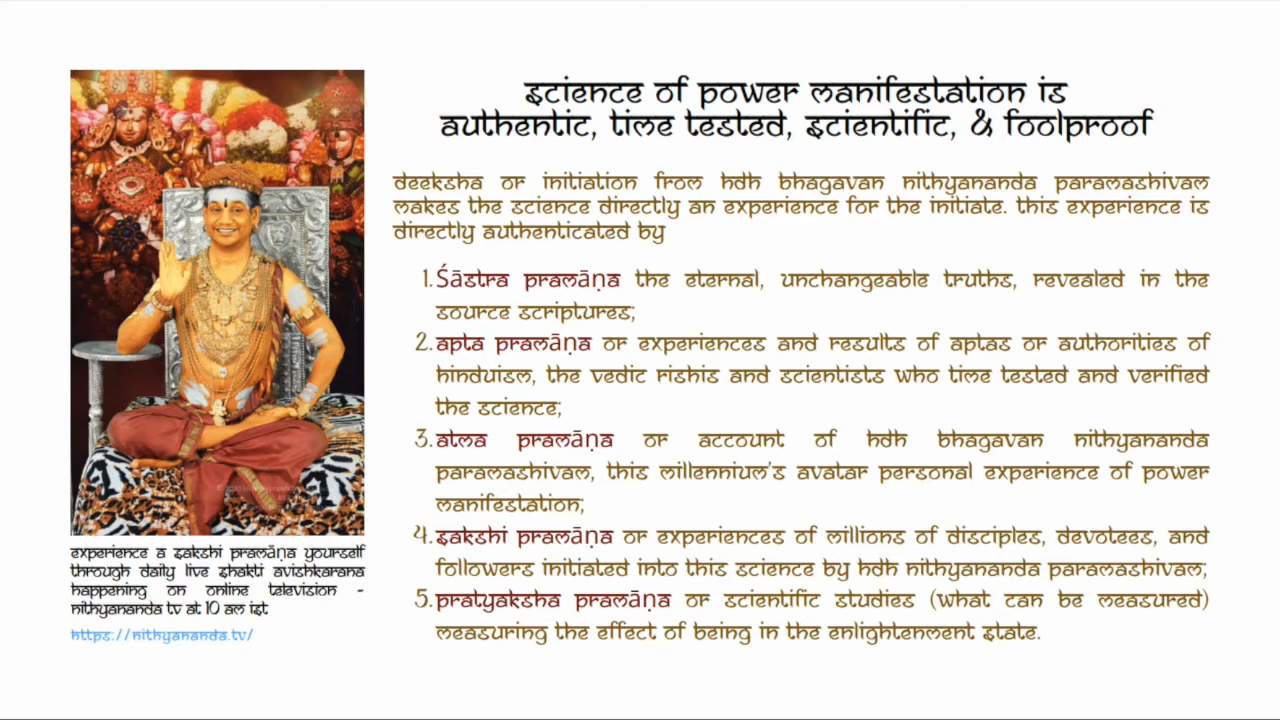 science of power manifestation is
authentic, time tested, scientific, & foolproof
deeksha or initiation from hdh bhagavan nithyananda paramashivam
makes the science directly an experience for the initiate. this experience is
directly authenticated by
1. Śāstra pramāṇa the eternal, unchangeable truths, revealed in the
source scriptures;
2. apta pramāṇa or experiences and results of aptas or authorities of
hinduism, the vedic rishis and scientists who time tested and verified
the science;
3. atma pramāṇa or account of hdh bhagavan nithyananda
paramashivam, this millennium's avatar personal experience of power
manifestation;
4. sakshi pramāṇa or experiences of millions of disciples, devotees, and
followers initiated into this science by hdh nithyananda paramashivam;
5. pratyaksha pramāṇa or scientific studies (what can be measured)
measuring the effect of being in the enlightenment state.
experience a sakshi pramāṇa yourself
through daily live shakti avishkarana
happening on online television -
nithyananda tv at 10 am ist
https://nithyananda.tv/